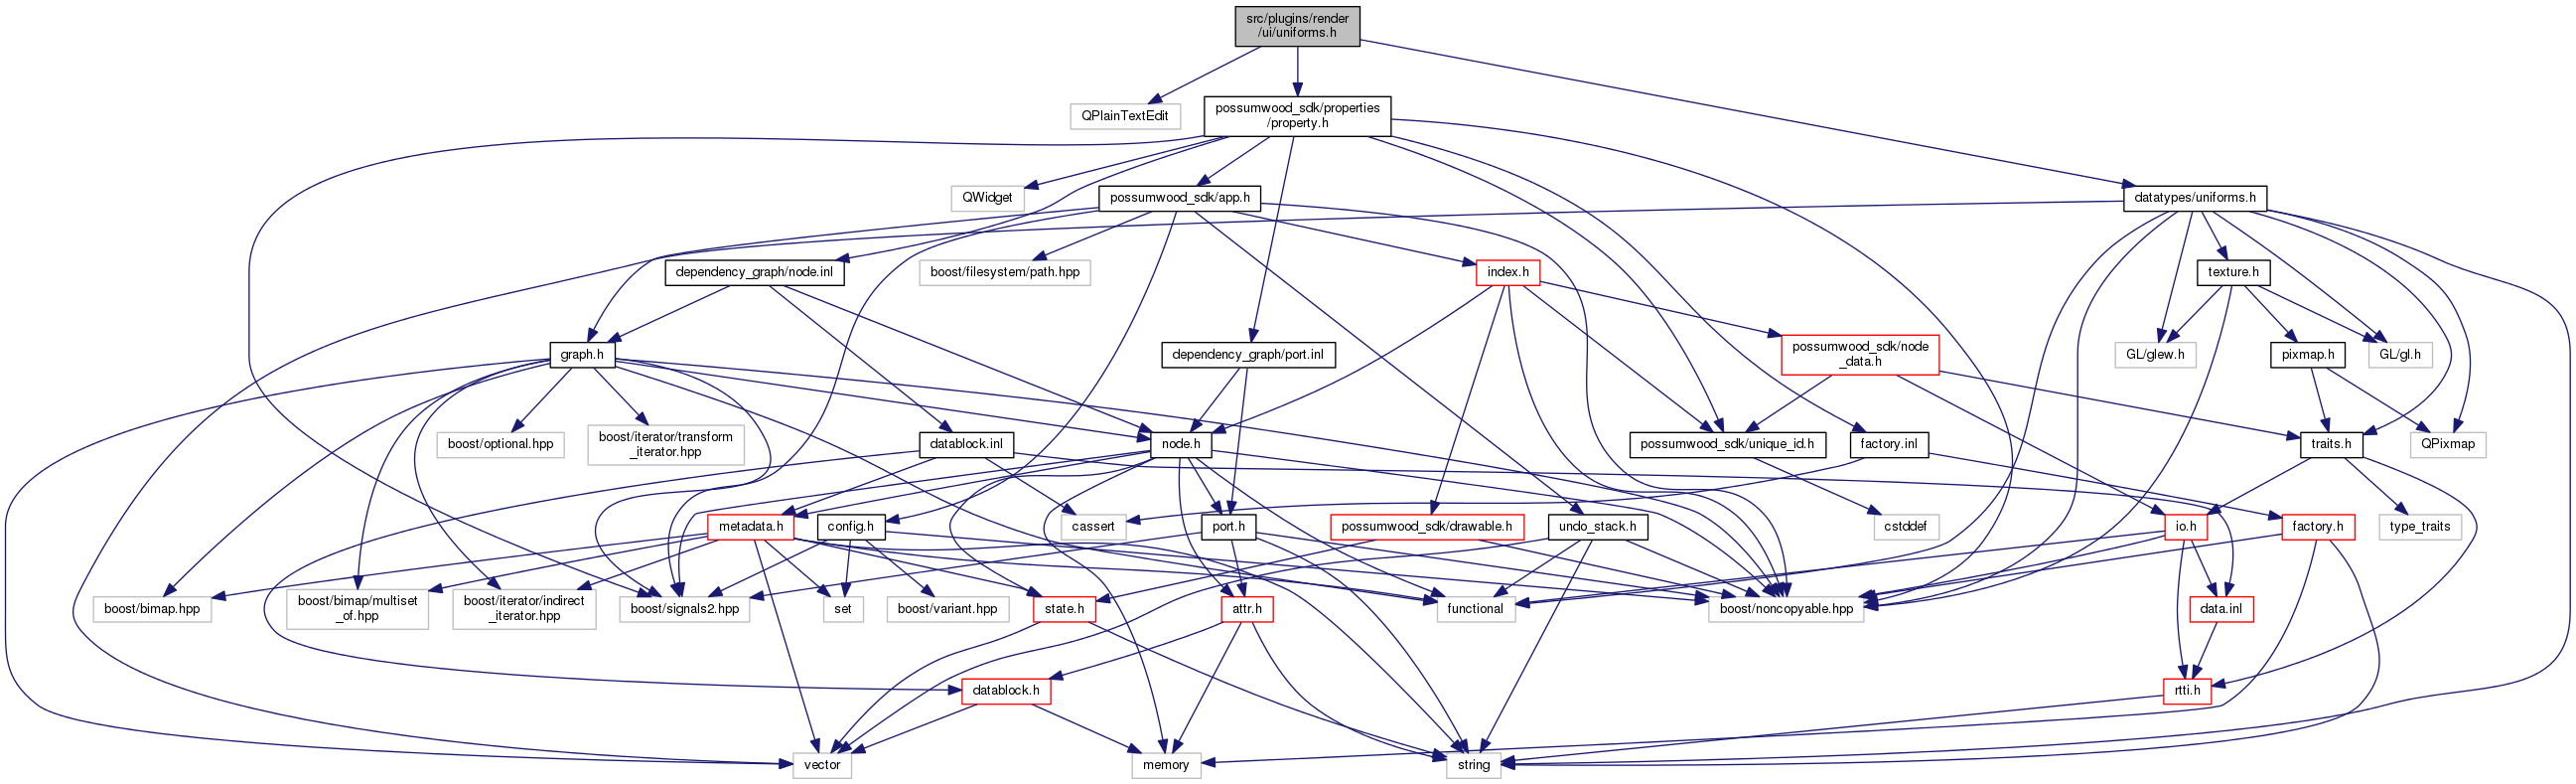 src/plugins/render
/ui/uniforms.h
QPlainTextEdit
possumwood_sdk/properties
/property.h
QWidget
possumwood_sdk/app.h
datatypes/uniforms.h
dependency_graph/node.inl
boost/filesystem/path.hpp
index.h
texture.h
graph.h
dependency_graph/port.inl
possumwood_sdk/node
_data.h
GL/glew.h
pixmap.h
GL/gl.h
boost/optional.hpp
boost/iterator/transform
_iterator.hpp
datablock.inl
node.h
possumwood_sdk/unique_id.h
factory.inl
traits.h
QPixmap
metadata.h
config.h
cassert
port.h
possumwood_sdk/drawable.h
undo_stack.h
cstddef
io.h
factory.h
type_traits
boost/bimap.hpp
boost/bimap/multiset
_of.hpp
boost/iterator/indirect
_iterator.hpp
boost/signals2.hpp
set
boost/variant.hpp
state.h
attr.h
functional
boost/noncopyable.hpp
data.inl
datablock.h
rtti.h
vector
memory
string